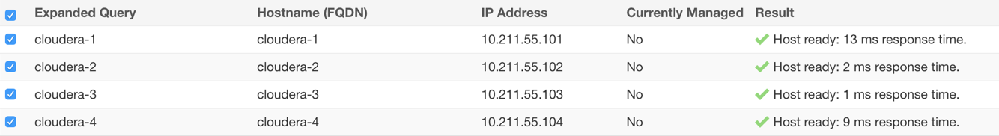 Expanded Query Hostname (FQDN) IP Address Currently Managed Result
cloudera-1 cloudera-1 10.211.55.101 No Host ready: 13 ms response time.
cloudera-2 cloudera-2 10.211.55.102 No Host ready: 2 ms response time.
cloudera-3 cloudera-3 10.211.55.103 No Host ready: 1 ms response time.
cloudera-4 cloudera-4 10.211.55.104 No Host ready: 9 ms response time.